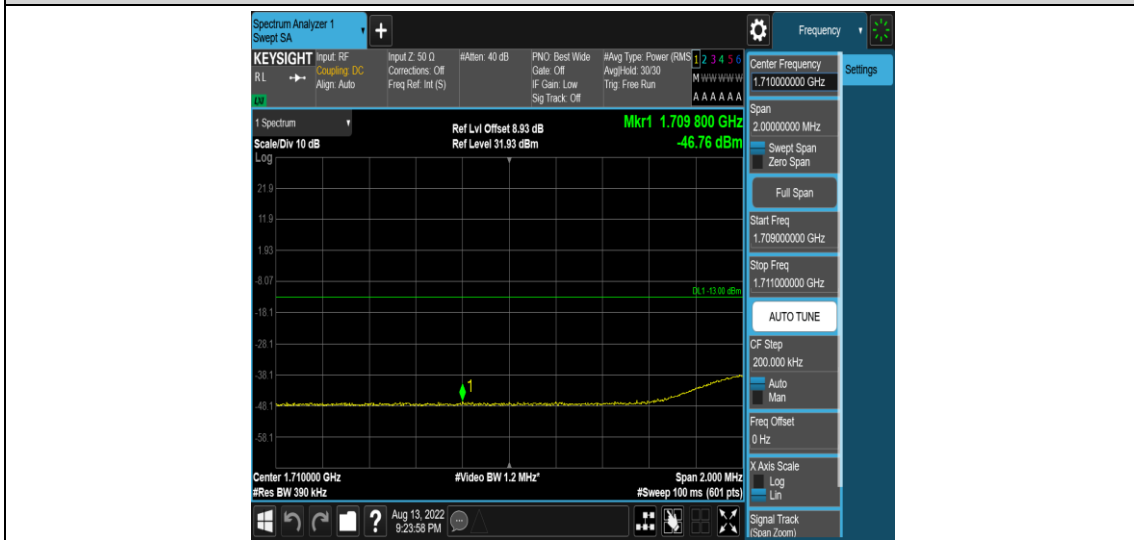 Spectrum Analyzer 1
Swept SA
+
Frequency
KEYSIGHT
RL
LXI
Input: RF
Coupling: DC
Align: Auto
Input Z: 50 Ω
Corrections: Off
Freq Ref: Int (S)
#Atten: 40 dB
PNO: Best Wide
Gate: Off
IF Gain: Low
Sig Track: Off
#Avg Type: Power (RMS
Avg|Hold: 30/30
Trig: Free Run
1 2 3 4 5 6
M W W W W W
A A A A A A
1 Spectrum
Scale/Div 10 dB
Log
Ref Lvl Offset 8.93 dB
Ref Level 31.93 dBm
Mkr1 1.709 800 GHz
-46.76 dBm
21.9
11.9
1.93
-8.07
DL1 -13.00 dBm
-18.1
-28.1
-38.1
1
-48.1
-58.1
Center 1.710000 GHz
#Video BW 1.2 MHz*
Span 2.000 MHz
#Res BW 390 kHz
#Sweep 100 ms (601 pts)
?
Aug 13, 2022
9:23:58 PM
Center Frequency
1.710000000 GHz
Settings
Span
2.00000000 MHz
Swept Span
Zero Span
Full Span
Start Freq
1.709000000 GHz
Stop Freq
1.711000000 GHz
AUTO TUNE
CF Step
200.000 kHz
Auto
Man
Freq Offset
0 Hz
X Axis Scale
Log
Lin
Signal Track
(Span Zoom)